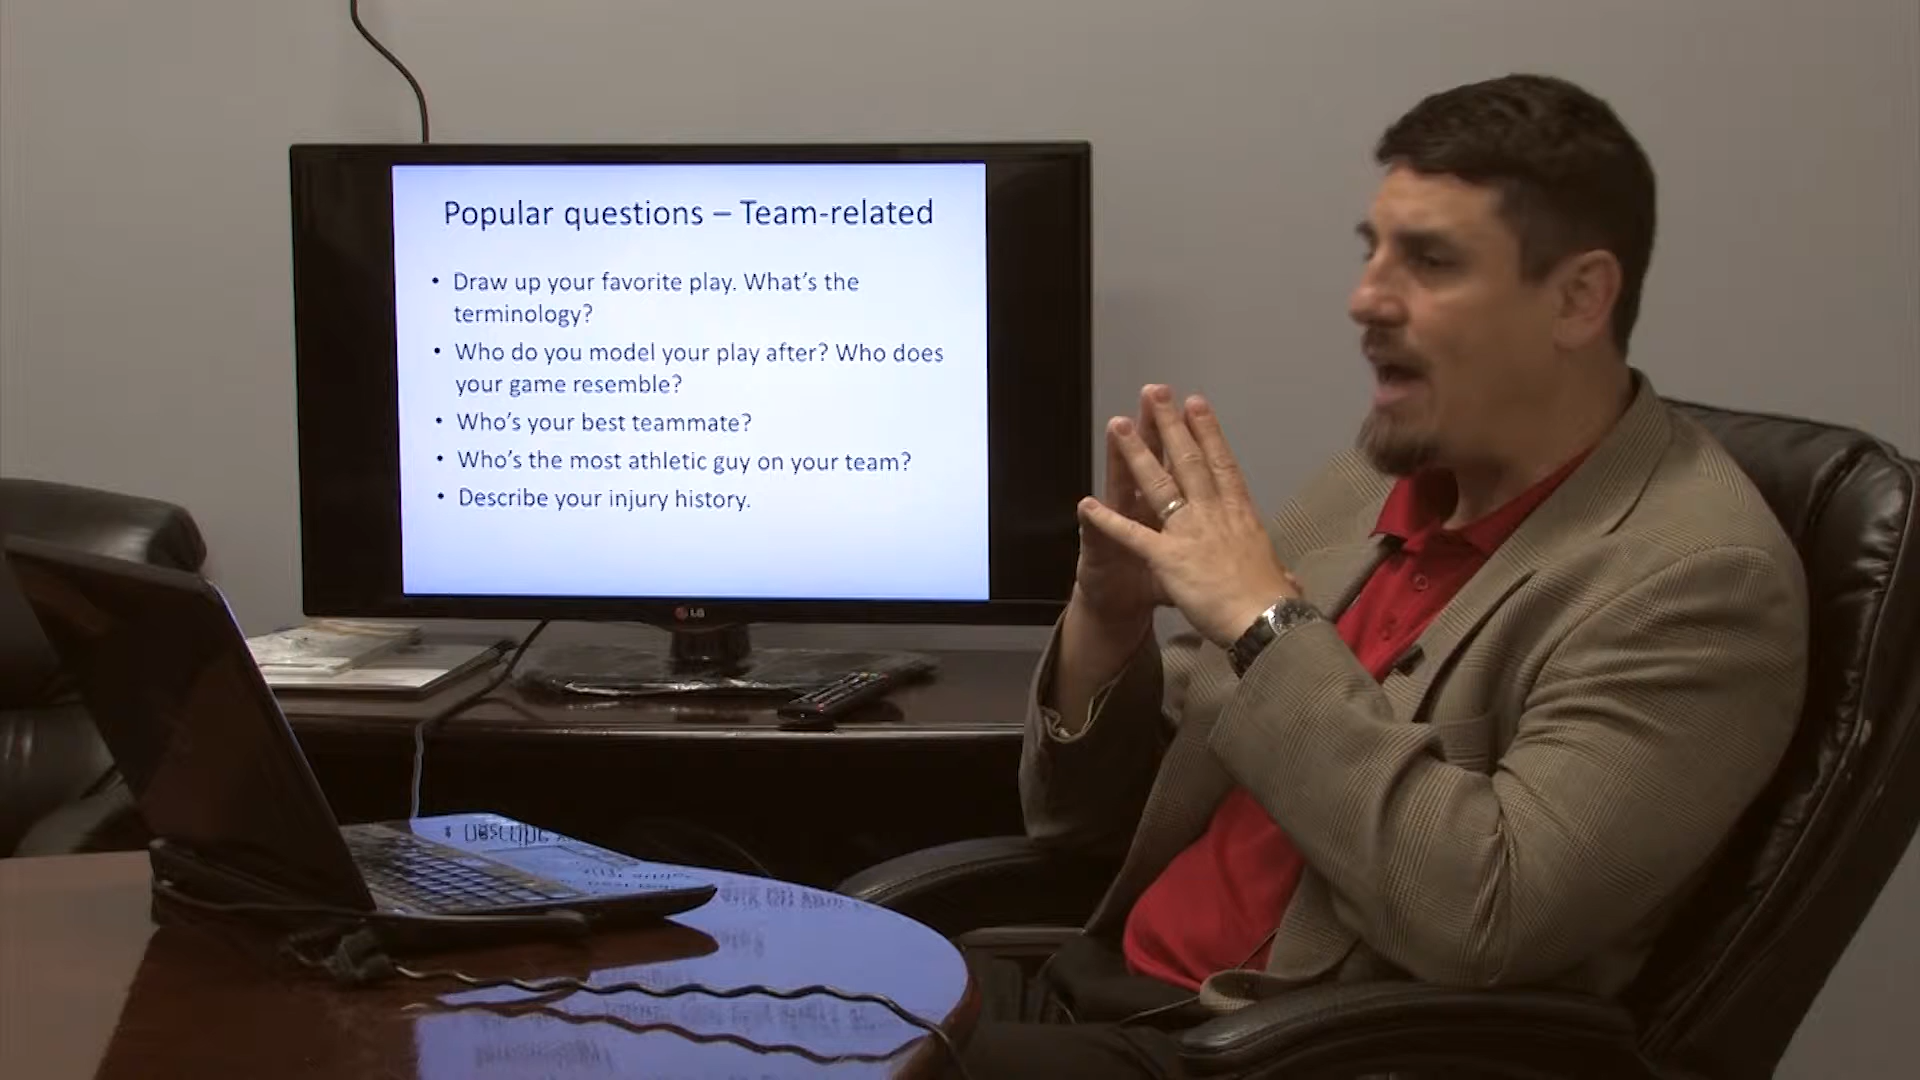 Popular questions – Team-related
• Draw up your favorite play. What's the
terminology?
• Who do you model your play after? Who does
your game resemble?
• Who's your best teammate?
• Who's the most athletic guy on your team?
• Describe your injury history.
LG